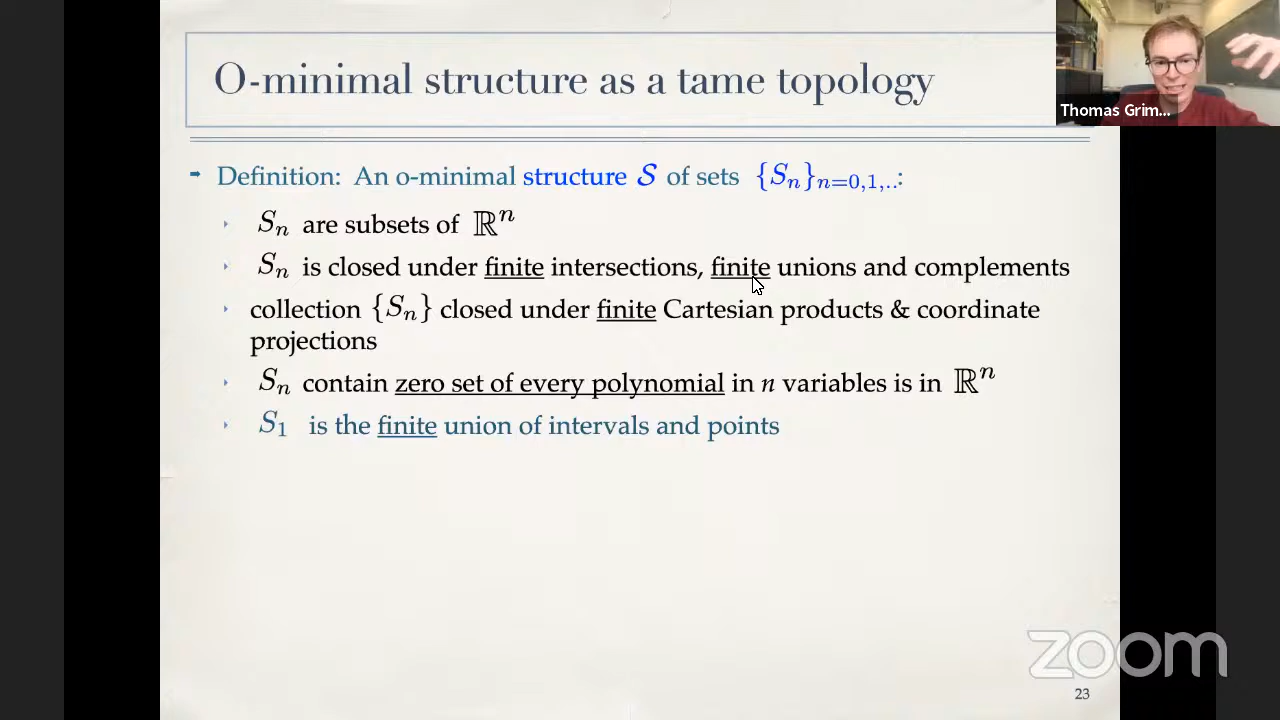 O-minimal structure as a tame topology
Thomas Grim...
Definition: An o-minimal structure 𝒮 of sets {Sₙ}ₙ₌₀,₁,..:
Sₙ are subsets of ℝⁿ
Sₙ is closed under finite intersections, finite unions and complements
collection {Sₙ} closed under finite Cartesian products & coordinate
projections
Sₙ contain zero set of every polynomial in n variables is in ℝⁿ
S₁ is the finite union of intervals and points
zoom
23